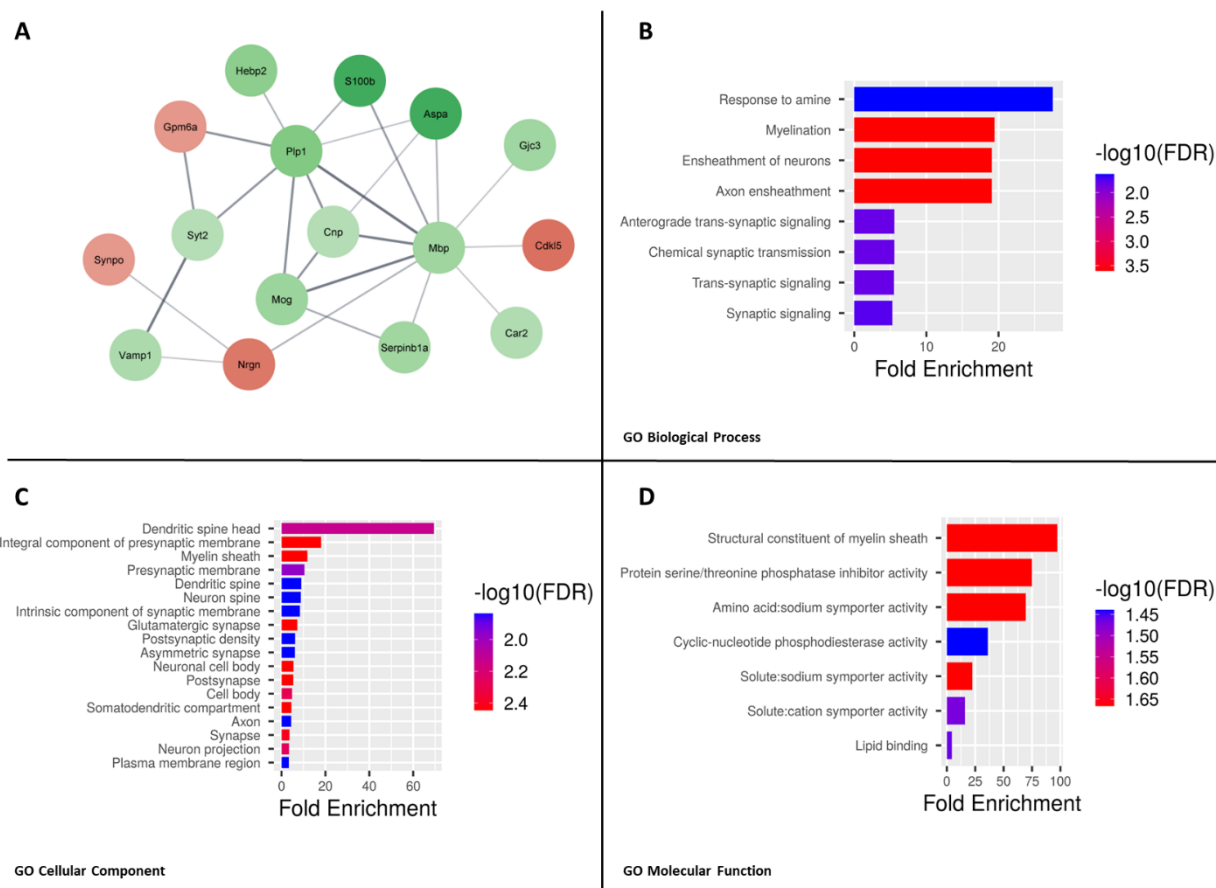 A
Hebp2
S100b
Aspa
Gpm6a
Plp1
Gjc3
Syt2
Cnp
Mbp
Cdkl5
Synpo
Mog
Car2
Serpinb1a
Vamp1
Nrgn
B
Response to amine
Myelination
Ensheathment of neurons
Axon ensheathment
Anterograde trans-synaptic signaling
Chemical synaptic transmission
Trans-synaptic signaling
Synaptic signaling
0 10 20
Fold Enrichment
-log10(FDR)
2.0
2.5
3.0
3.5
GO Biological Process
C
Dendritic spine head
Integral component of presynaptic membrane
Myelin sheath
Presynaptic membrane
Dendritic spine
Neuron spine
Intrinsic component of synaptic membrane
Glutamatergic synapse
Postsynaptic density
Asymmetric synapse
Neuronal cell body
Postsynapse
Cell body
Somatodendritic compartment
Axon
Synapse
Neuron projection
Plasma membrane region
0 20 40 60
Fold Enrichment
-log10(FDR)
2.0
2.2
2.4
GO Cellular Component
D
Structural constituent of myelin sheath
Protein serine/threonine phosphatase inhibitor activity
Amino acid:sodium symporter activity
Cyclic-nucleotide phosphodiesterase activity
Solute:sodium symporter activity
Solute:cation symporter activity
Lipid binding
0 25 50 75 100
Fold Enrichment
-log10(FDR)
1.45
1.50
1.55
1.60
1.65
GO Molecular Function